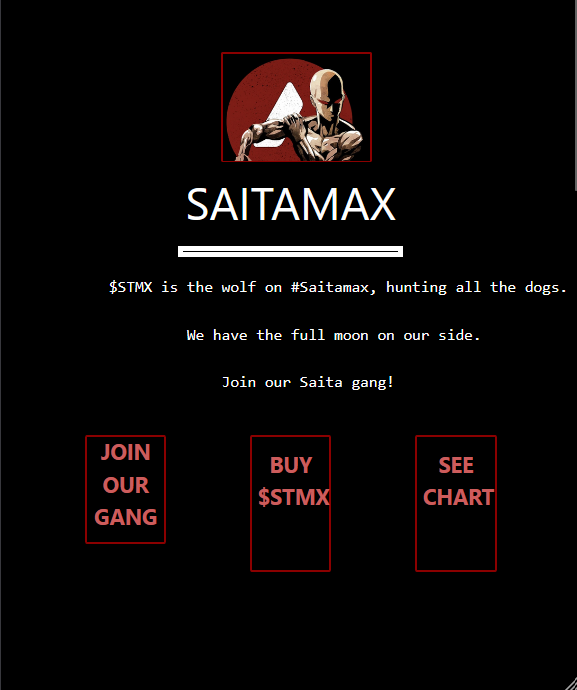 SAITAMAX
$STMX is the wolf on #Saitamax, hunting all the dogs.
We have the full moon on our side.
Join our Saita gang!
JOIN
OUR
GANG
BUY
$STMX
SEE
CHART